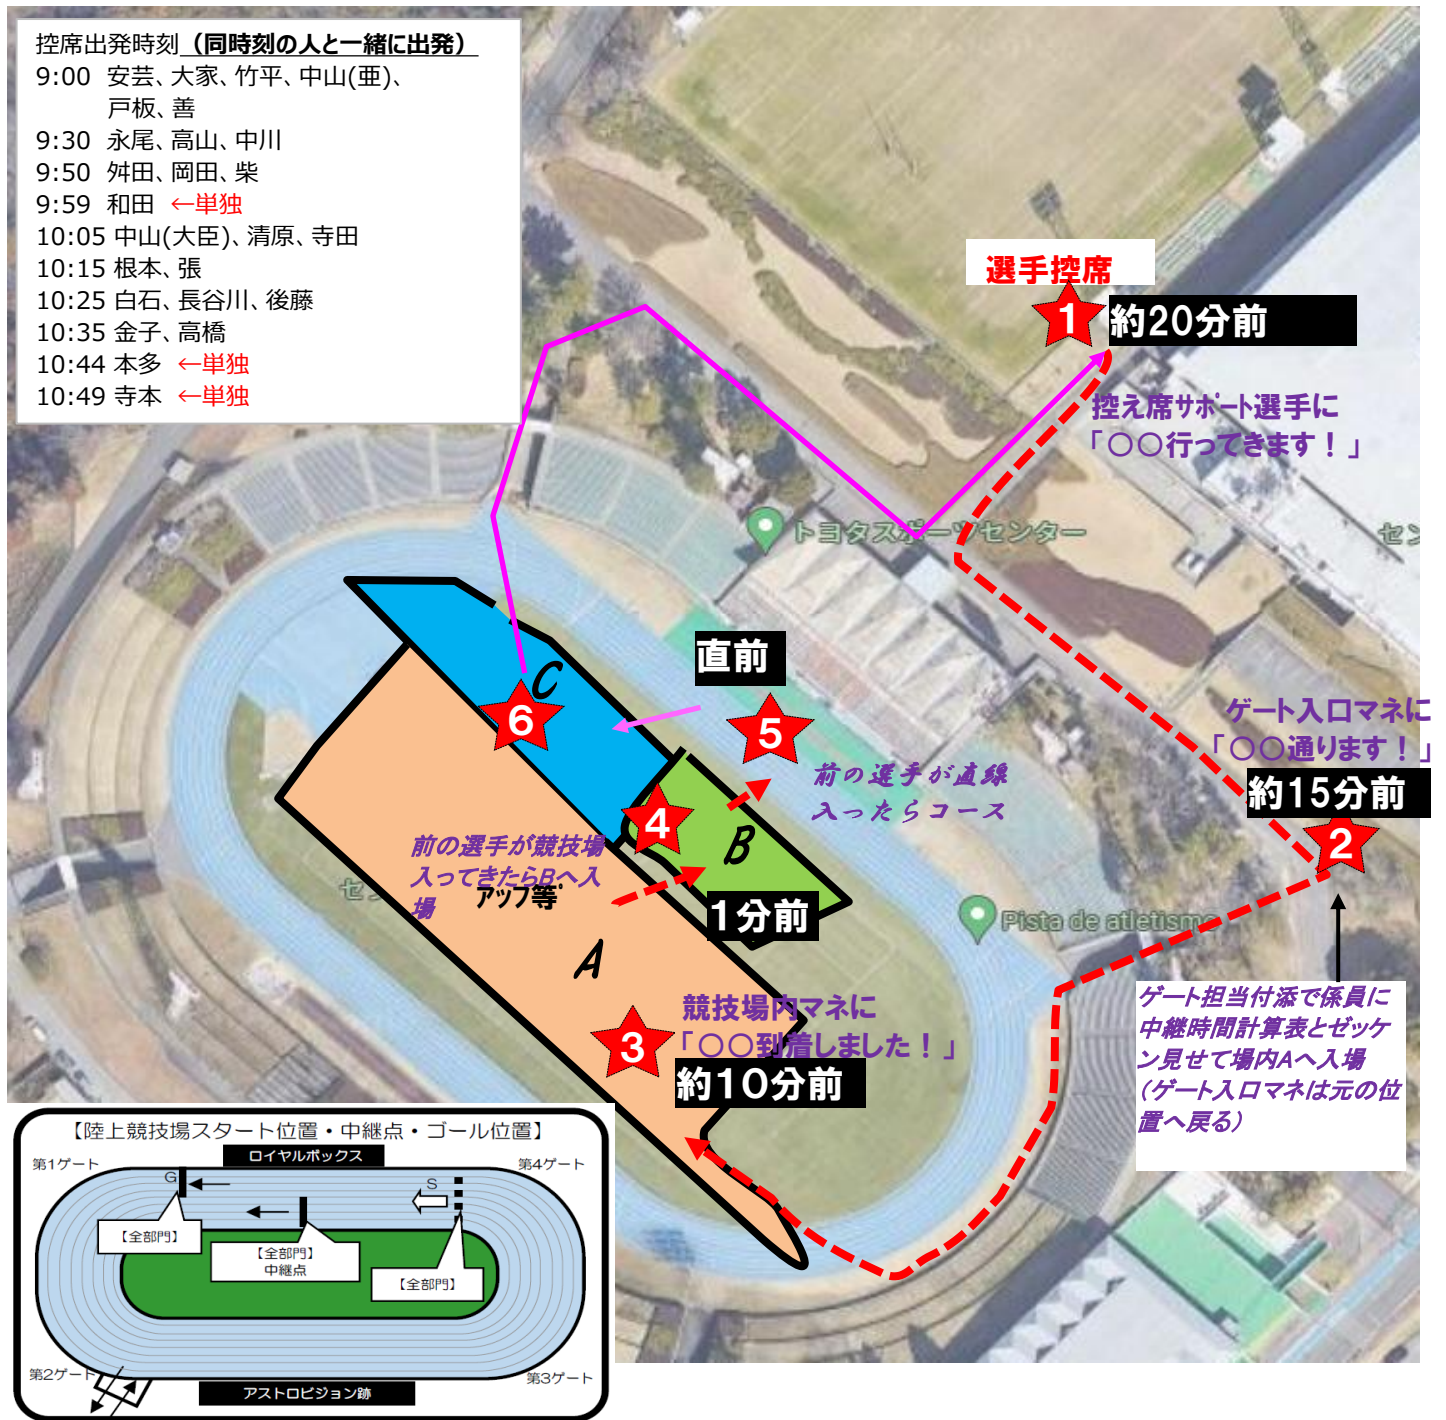 控席出発時刻（同時刻の人と一緒に出発）
9:00 安芸、大家、竹平、中山(亜)、
戸板、善
9:30 永尾、高山、中川
9:50 舛田、岡田、柴
9:59 和田 ←単独
10:05 中山(大臣)、清原、寺田
10:15 根本、張
10:25 白石、長谷川、後藤
10:35 金子、高橋
10:44 本多 ←単独
10:49 寺本 ←単独
選手控席
1
約20分前
控え席サポート選手に
「〇〇行ってきます！」
トヨタスポーツセンター
セン
直前
C
6
5
前の選手が直線
入ったらコース
ゲート入口マネに
「〇〇通ります！」
約15分前
2
4
B
前の選手が競技場
入ってきたらBへ入
場
アップ等
セ
1分前
A
Pista de atletismo
競技場内マネに
「〇〇到着しました！」
3
約10分前
ゲート担当付添で係員に
中継時間計算表とゼッケ
ン見せて場内Aへ入場
（ゲート入口マネは元の位
置へ戻る）
【陸上競技場スタート位置・中継点・ゴール位置】
ロイヤルボックス
第1ゲート
第4ゲート
G
S
【全部門】
【全部門】
中継点
【全部門】
第2ゲート
第3ゲート
アストロビジョン跡